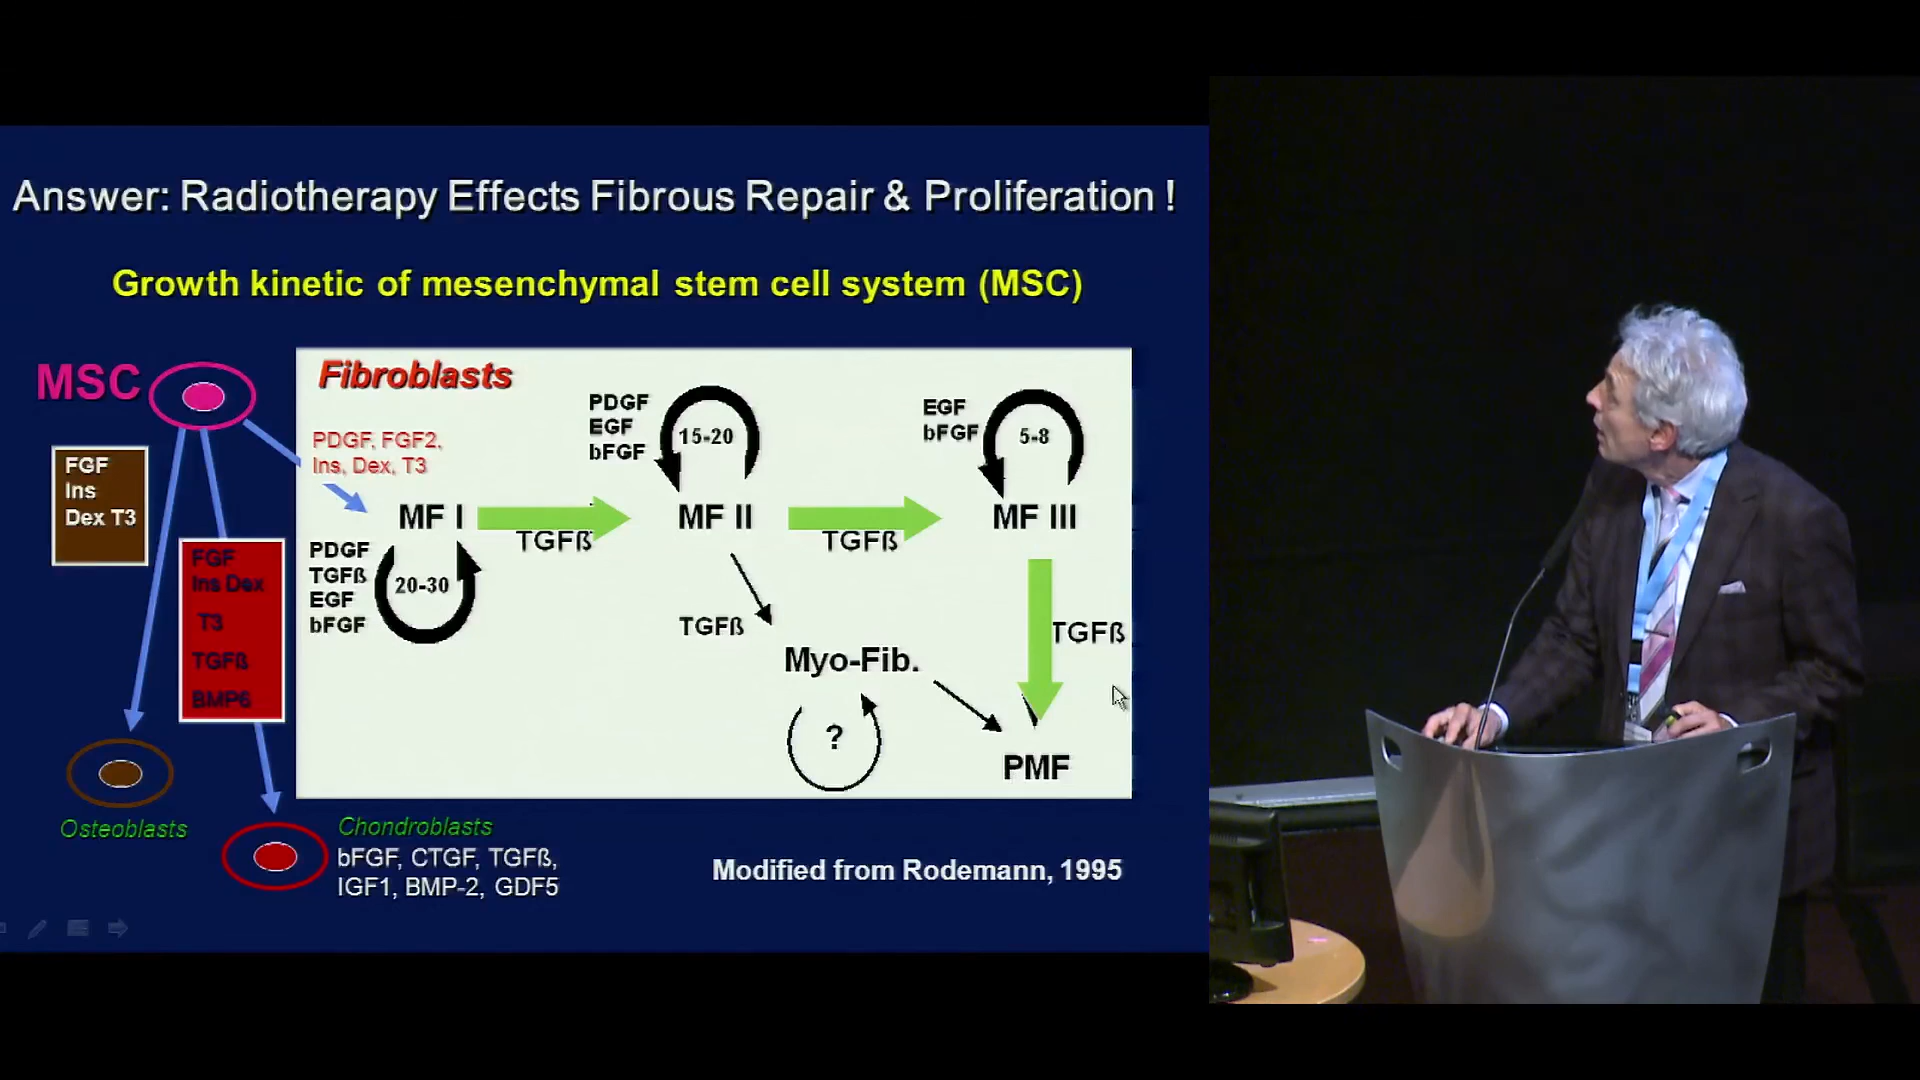 Answer: Radiotherapy Effects Fibrous Repair & Proliferation !
Growth kinetic of mesenchymal stem cell system (MSC)
MSC
FGF
Ins
Dex T3
FGF
Ins Dex
T3
TGFß
BMP6
Osteoblasts
Chondroblasts
bFGF, CTGF, TGFß,
IGF1, BMP-2, GDF5
Fibroblasts
PDGF, FGF2,
Ins, Dex, T3
MF I
PDGF
TGFß
EGF
bFGF
20-30
TGFß
PDGF
EGF
bFGF
15-20
MF II
TGFß
EGF
bFGF
5-8
MF III
TGFß
Myo-Fib.
?
TGFß
PMF
Modified from Rodemann, 1995